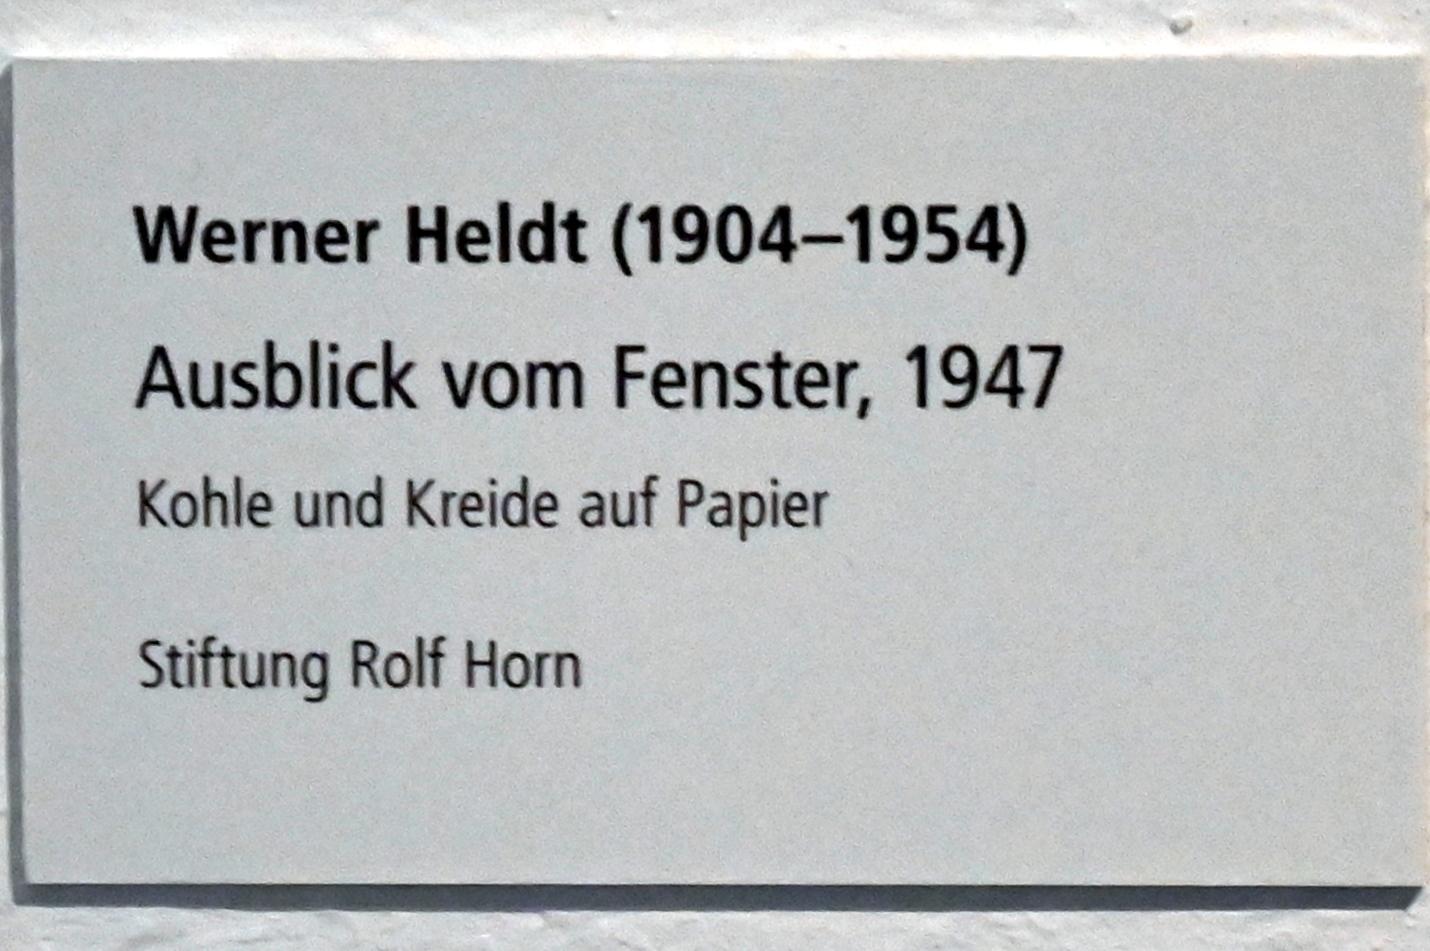 Werner Heldt (1904–1954)
Ausblick vom Fenster, 1947
Kohle und Kreide auf Papier
Stiftung Rolf Horn